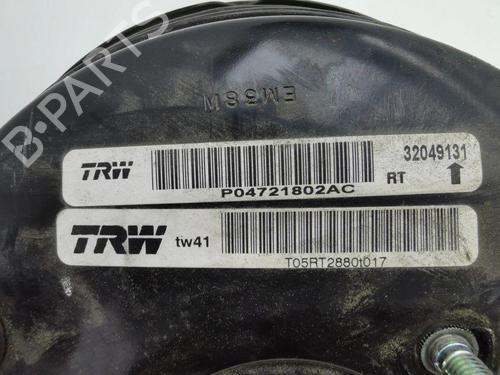 EM38M
TRW
32049131
P04721802AC
RT
TRW
tw41
T05RT2880t017
B-PARTS